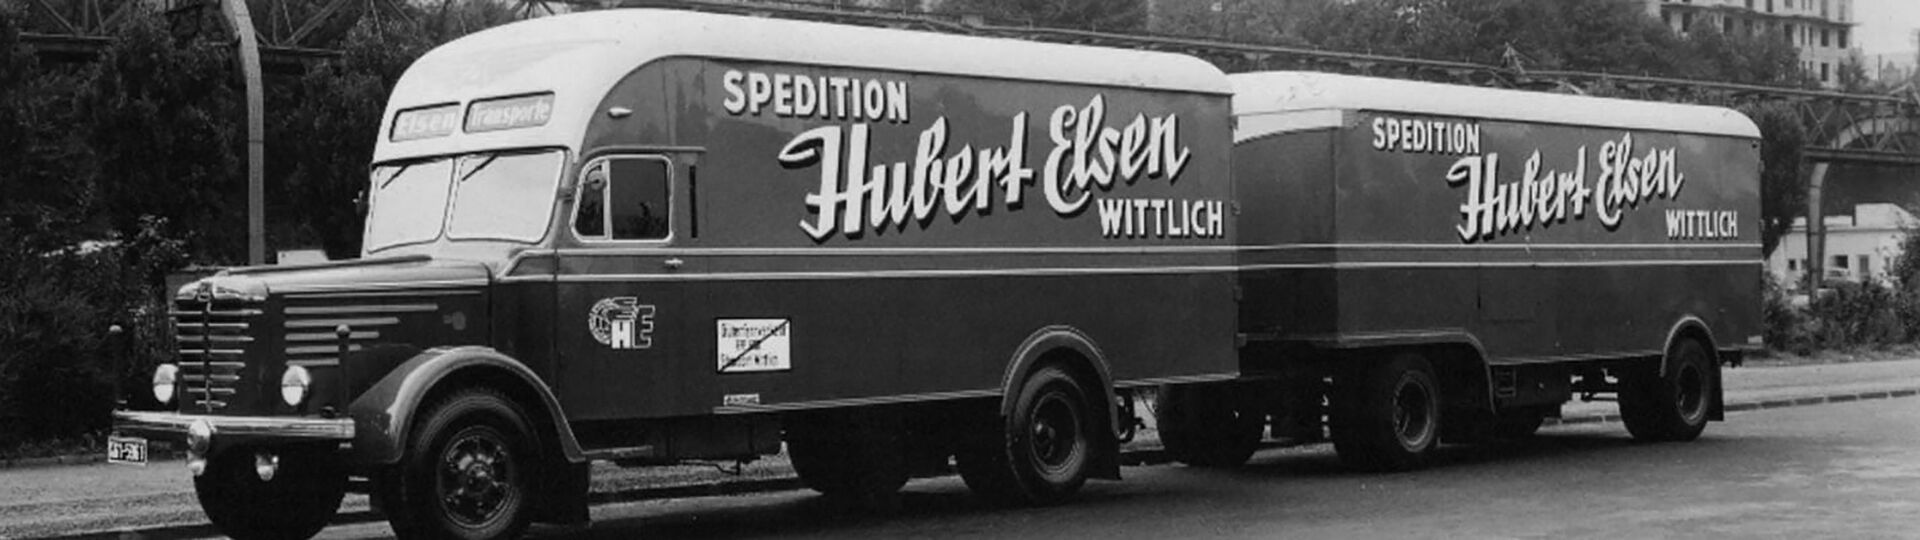 Elsen Transporte
SPEDITION
Hubert Elsen
WITTLICH
SPEDITION
Hubert Elsen
WITTLICH
HE